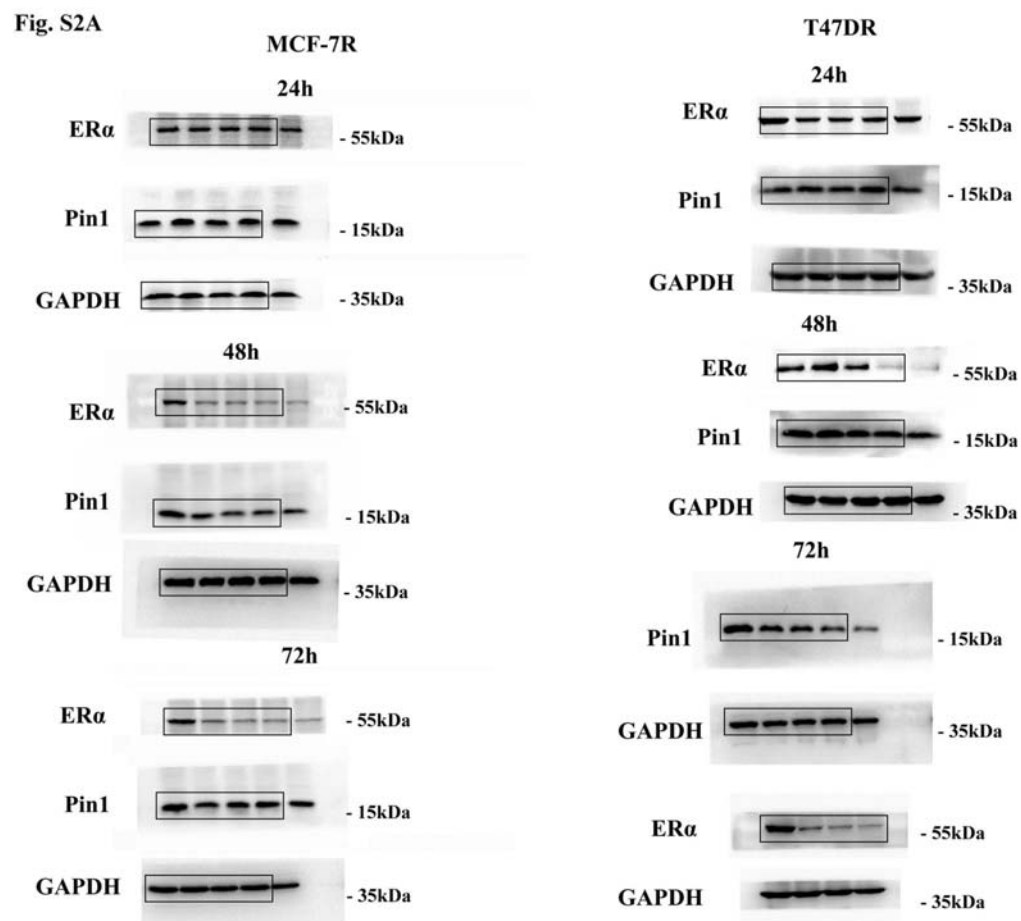 Fig. S2A
MCF-7R
24h
ERα
- 55kDa
Pin1
- 15kDa
GAPDH
- 35kDa
48h
ERα
- 55kDa
Pin1
- 15kDa
GAPDH
- 35kDa
72h
ERα
- 55kDa
Pin1
- 15kDa
GAPDH
- 35kDa
T47DR
24h
ERα
- 55kDa
Pin1
- 15kDa
GAPDH
- 35kDa
48h
ERα
- 55kDa
Pin1
- 15kDa
GAPDH
- 35kDa
72h
Pin1
- 15kDa
GAPDH
- 35kDa
ERα
- 55kDa
GAPDH
- 35kDa